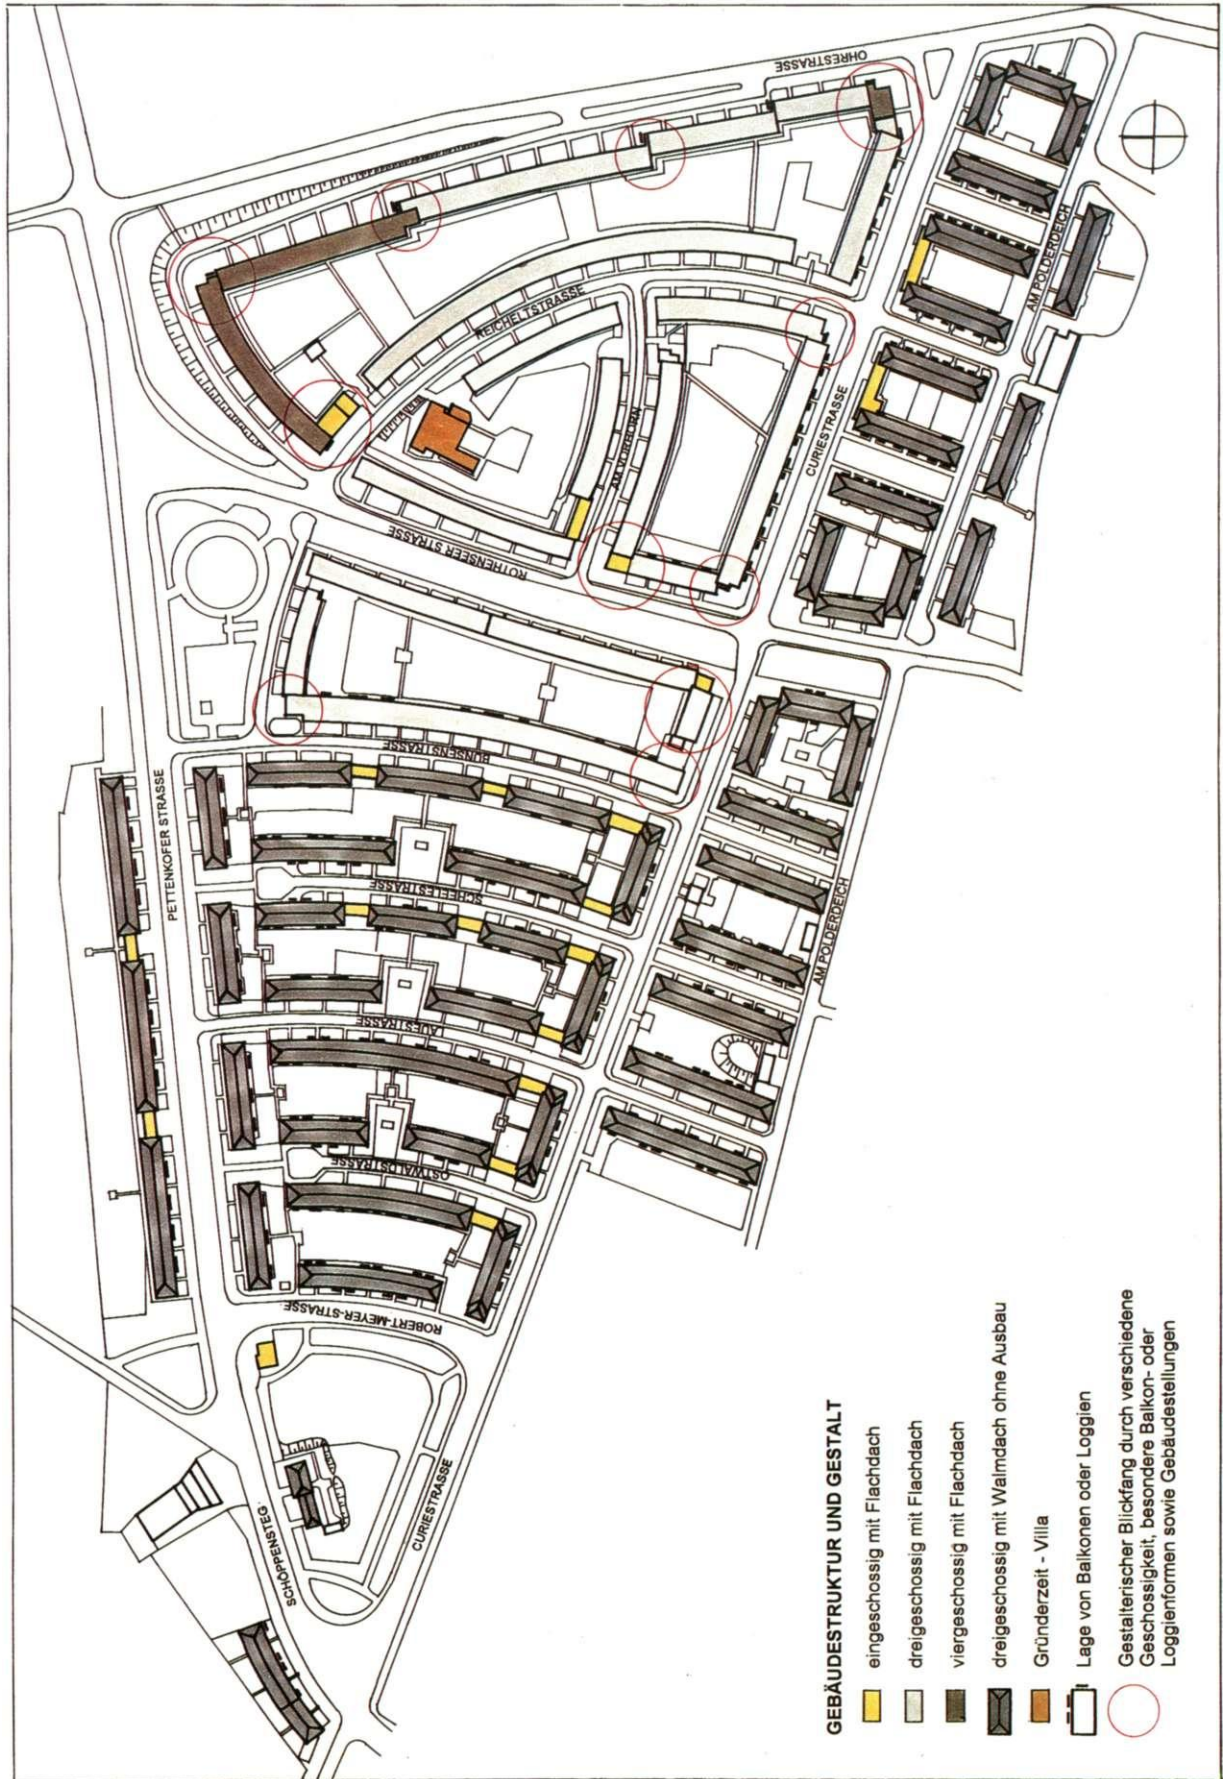 OHRESTRASSE
AM POLDERDEICH
REICHELTSTRASSE
CURIESTRASSE
AM VORHORN
ROTHENSEER STRASSE
BUNSENSTRASSE
PETTENKOFER STRASSE
SCHEELESTRASSE
AM POLDERDEICH
LAUESTRASSE
OSTWALDSTRASSE
ROBERT-MEYER-STRASSE
CURIESTRASSE
SCHÖPPENSTEG
GEBÄUDESTRUKTUR UND GESTALT
eingeschossig mit Flachdach
dreigeschossig mit Flachdach
viergeschossig mit Flachdach
dreigeschossig mit Walmdach ohne Ausbau
Gründerzeit - Villa
Lage von Balkonen oder Loggien
Gestalterischer Blickfang durch verschiedene
Geschossigkeit, besondere Balkon- oder
Loggienformen sowie Gebäudestellungen